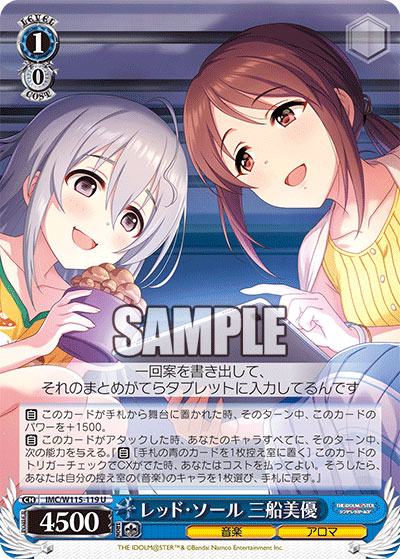 LEVEL
1
0
COST
SAMPLE
一回案を書き出して、
それのまとめがてらタブレットに入力してるんです
自 このカードが手札から舞台に置かれた時、そのターン中、このカードの
パワーを+1500。
自 このカードがアタックした時、あなたのキャラすべてに、そのターン中、
次の能力を与える。『自［手札の青のカードを1枚控え室に置く］ このカード
のトリガーチェックでCXがでた時、あなたはコストを払ってよい。そうしたら、
あなたは自分の控え室の《音楽》のキャラを1枚選び、手札に戻す。』
CH IMC/W115-119 U
4500
レッド・ソール 三船美優
音楽 アロマ
THE IDOLM@STER™ & ©Bandai Namco Entertainment Inc.